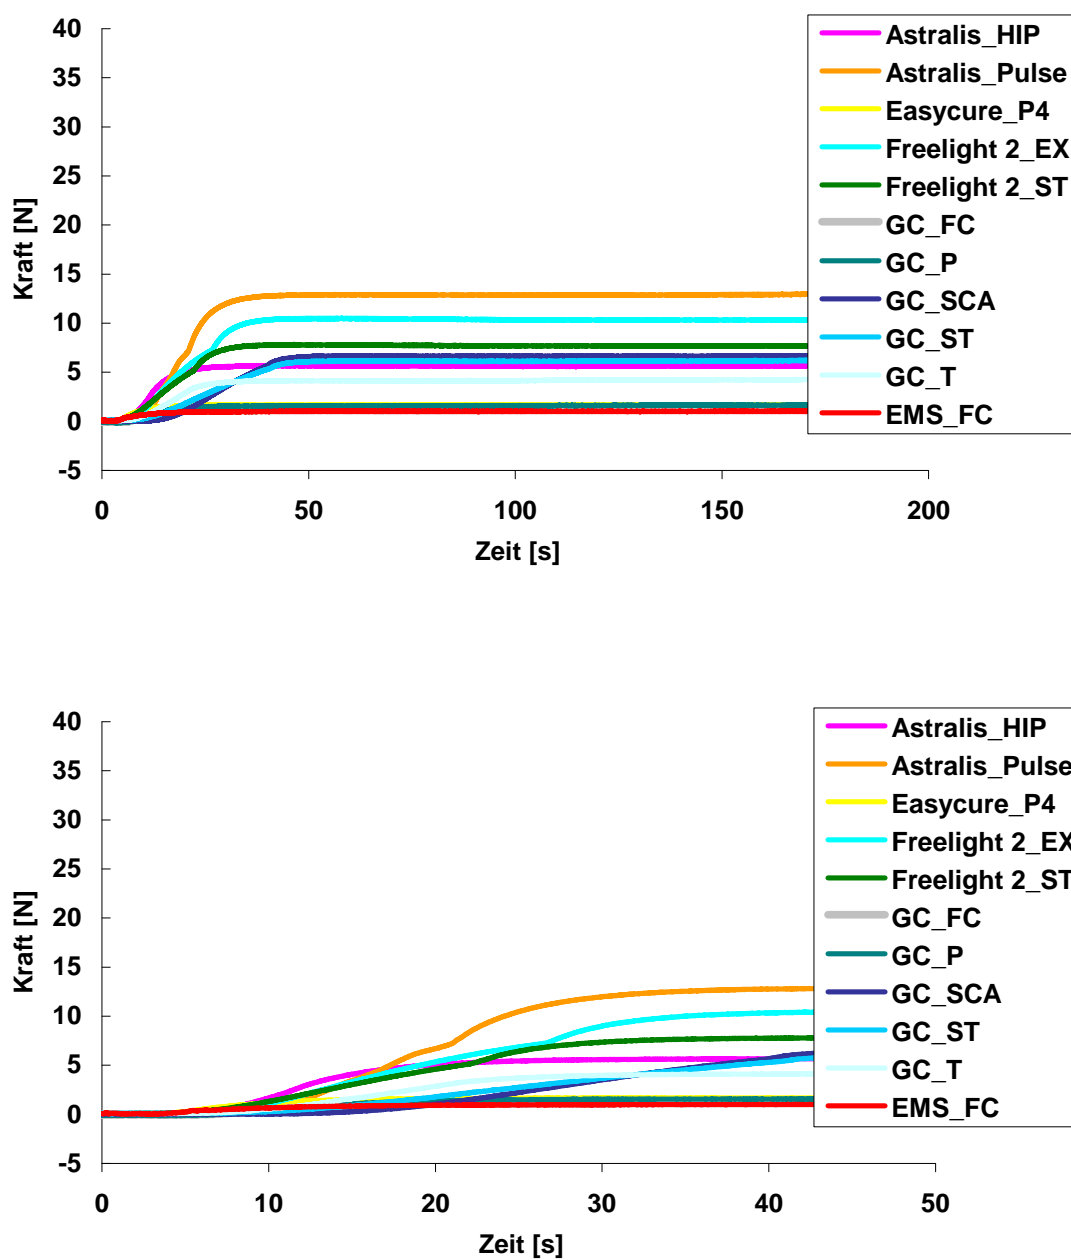 40
35
30
25
20
15
10
5
0
-5
Kraft [N]
0 50 100 150 200
Zeit [s]
Astralis_HIP
Astralis_Pulse
Easycure_P4
Freelight 2_EX
Freelight 2_ST
GC_FC
GC_P
GC_SCA
GC_ST
GC_T
EMS_FC
40
35
30
25
20
15
10
5
0
-5
Kraft [N]
0 10 20 30 40 50
Zeit [s]
Astralis_HIP
Astralis_Pulse
Easycure_P4
Freelight 2_EX
Freelight 2_ST
GC_FC
GC_P
GC_SCA
GC_ST
GC_T
EMS_FC